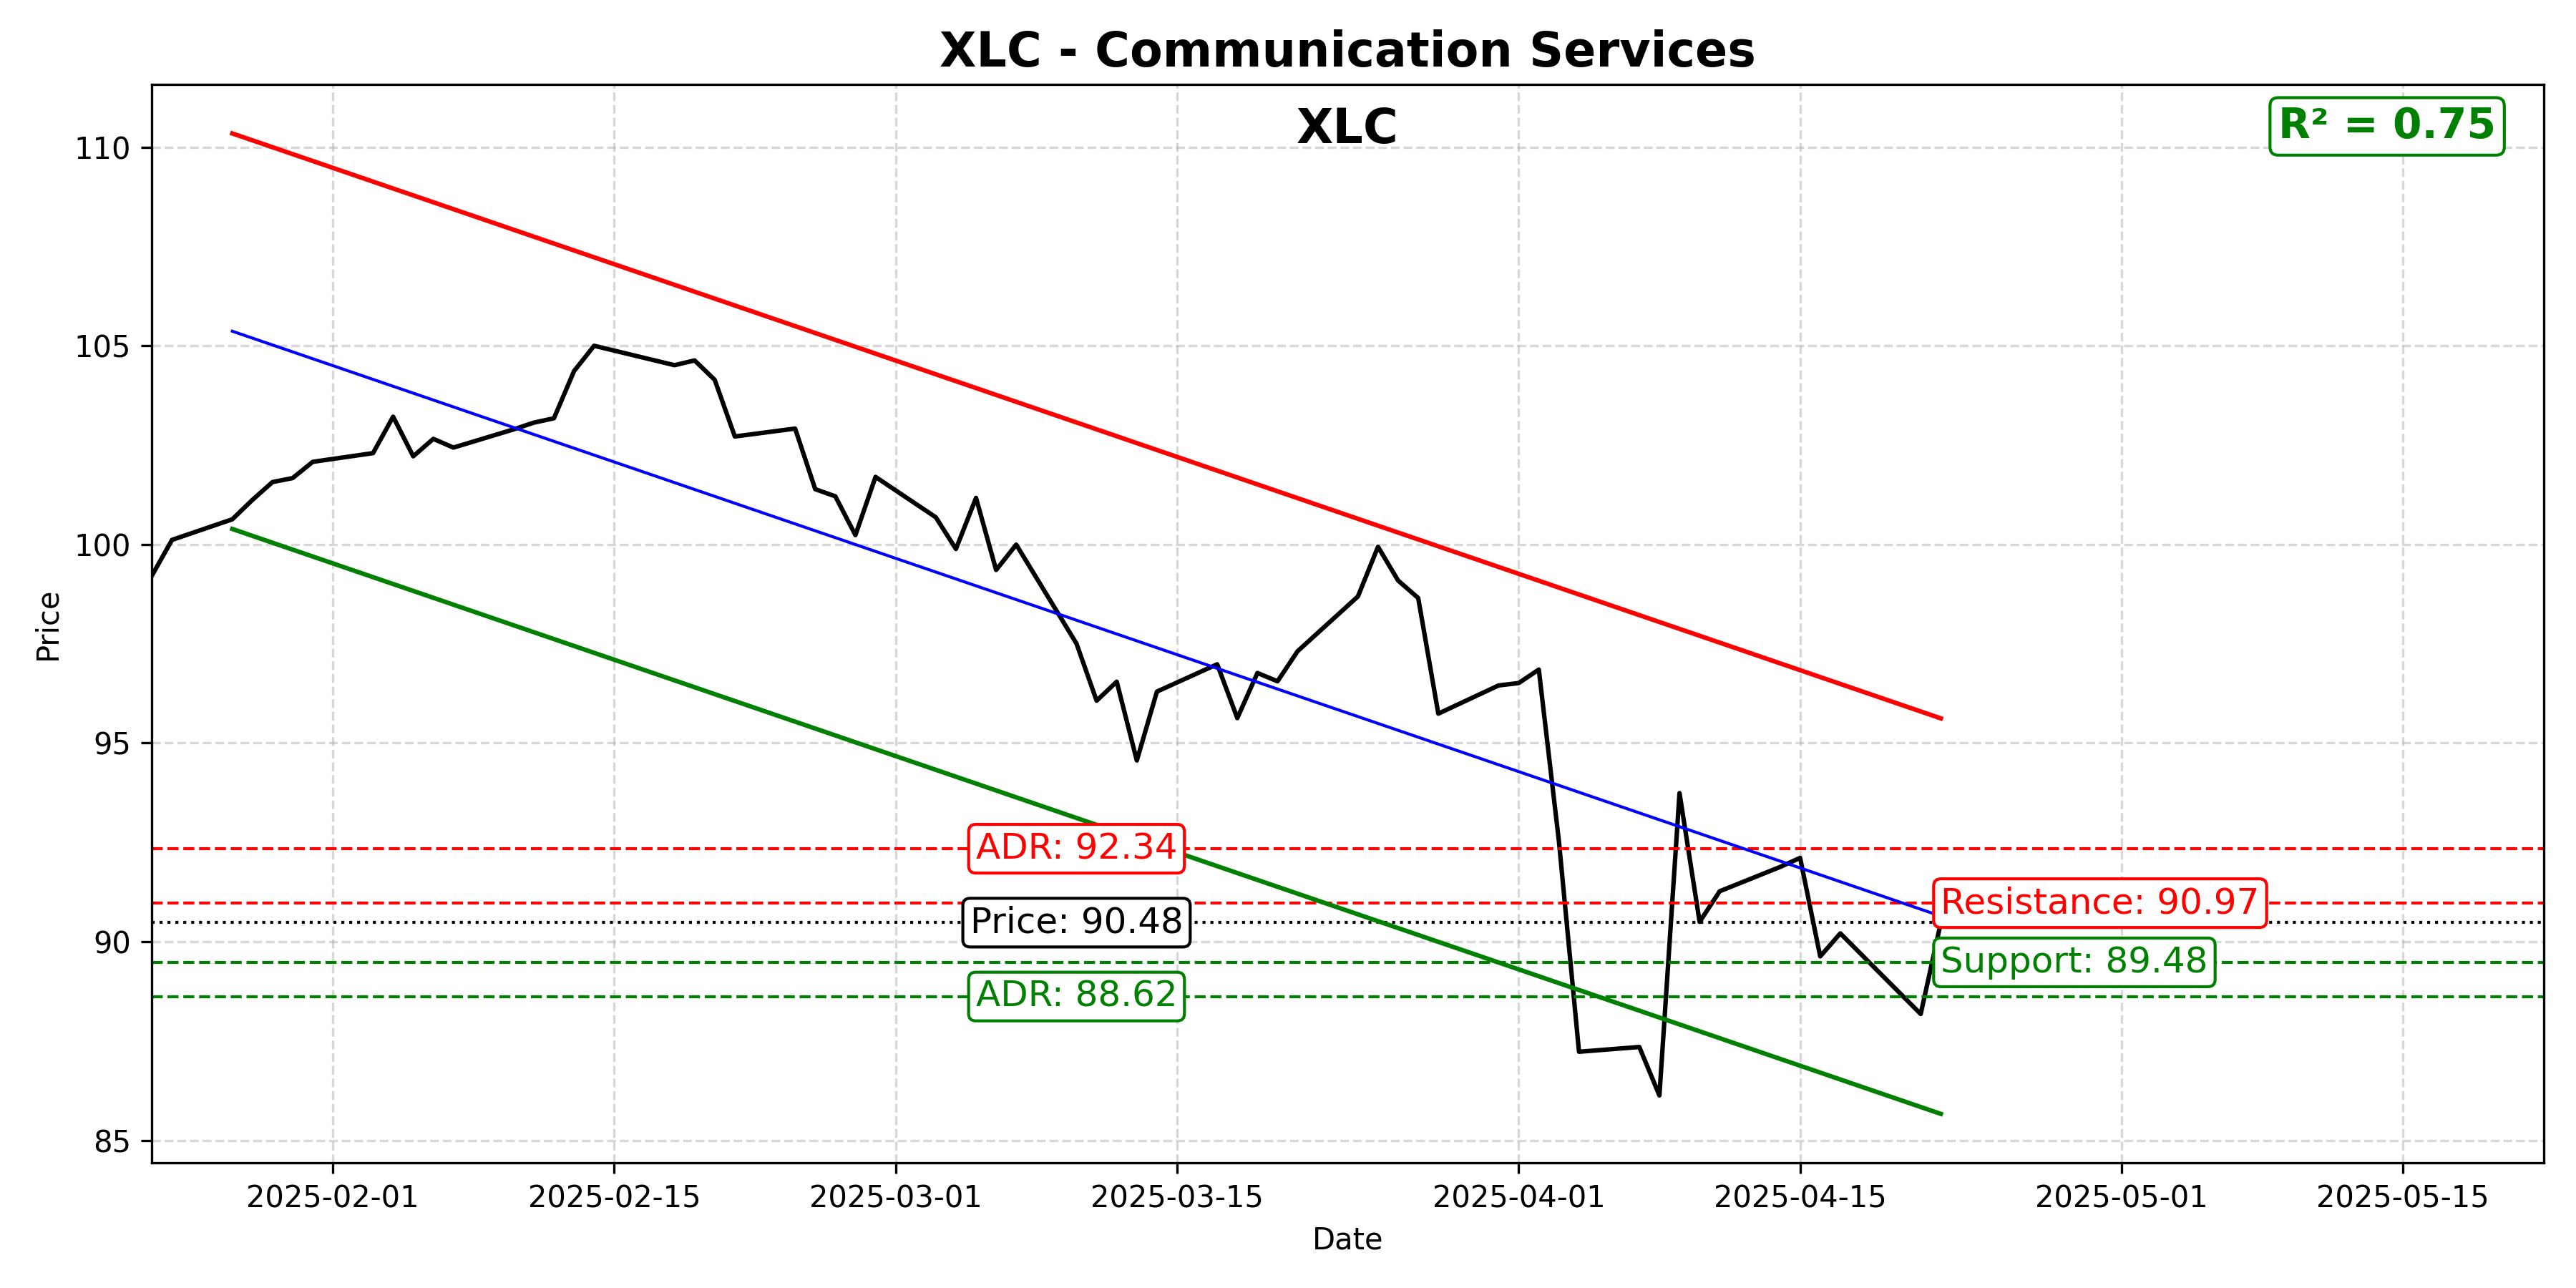 XLC - Communication Services
XLC
R² = 0.75
110
105
100
95
90
85
Price
ADR: 92.34
Resistance: 90.97
Price: 90.48
Support: 89.48
ADR: 88.62
2025-02-01 2025-02-15 2025-03-01 2025-03-15 2025-04-01 2025-04-15 2025-05-01 2025-05-15
Date